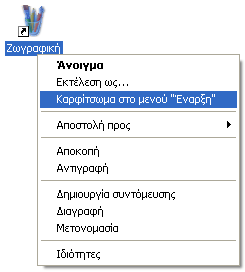 Ζωγραφική
Άνοιγμα
Εκτέλεση ως...
Καρφίτσωμα στο μενού "Έναρξη"
Αποστολή προς
Αποκοπή
Αντιγραφή
Δημιουργία συντόμευσης
Διαγραφή
Μετονομασία
Ιδιότητες